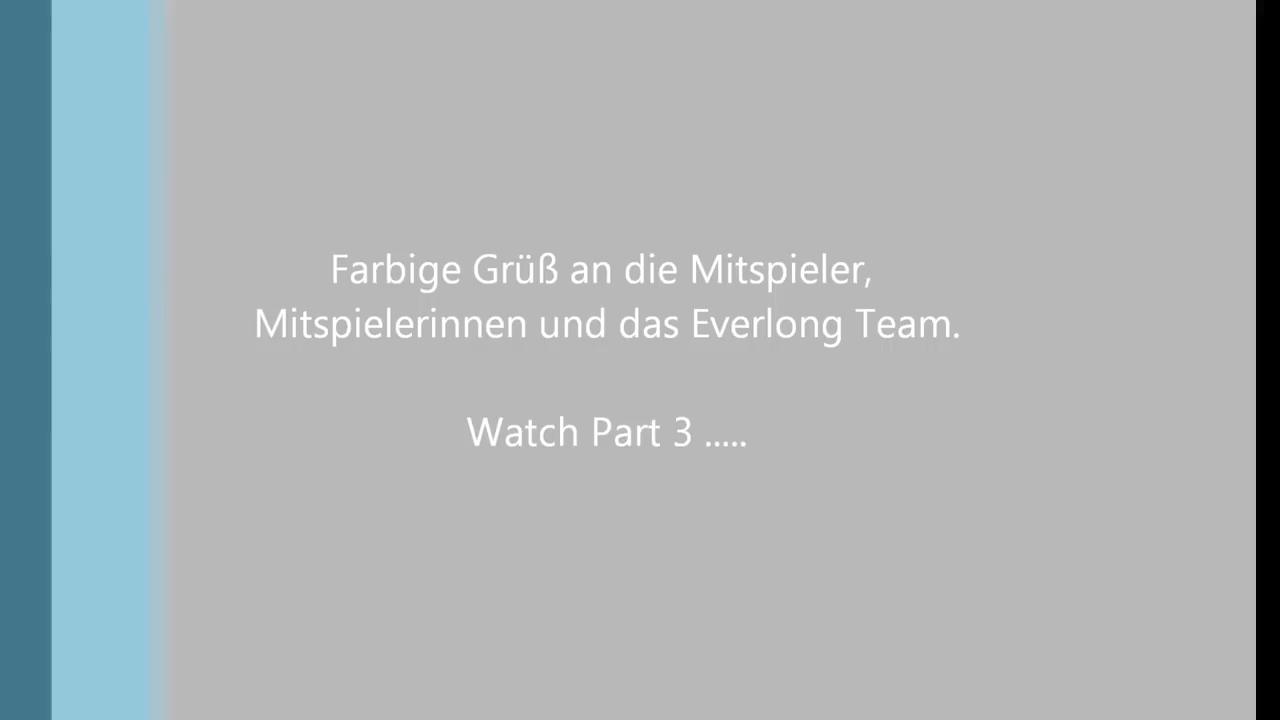 Farbige Grüß an die Mitspieler,
Mitspielerinnen und das Everlong Team.
Watch Part 3 .....